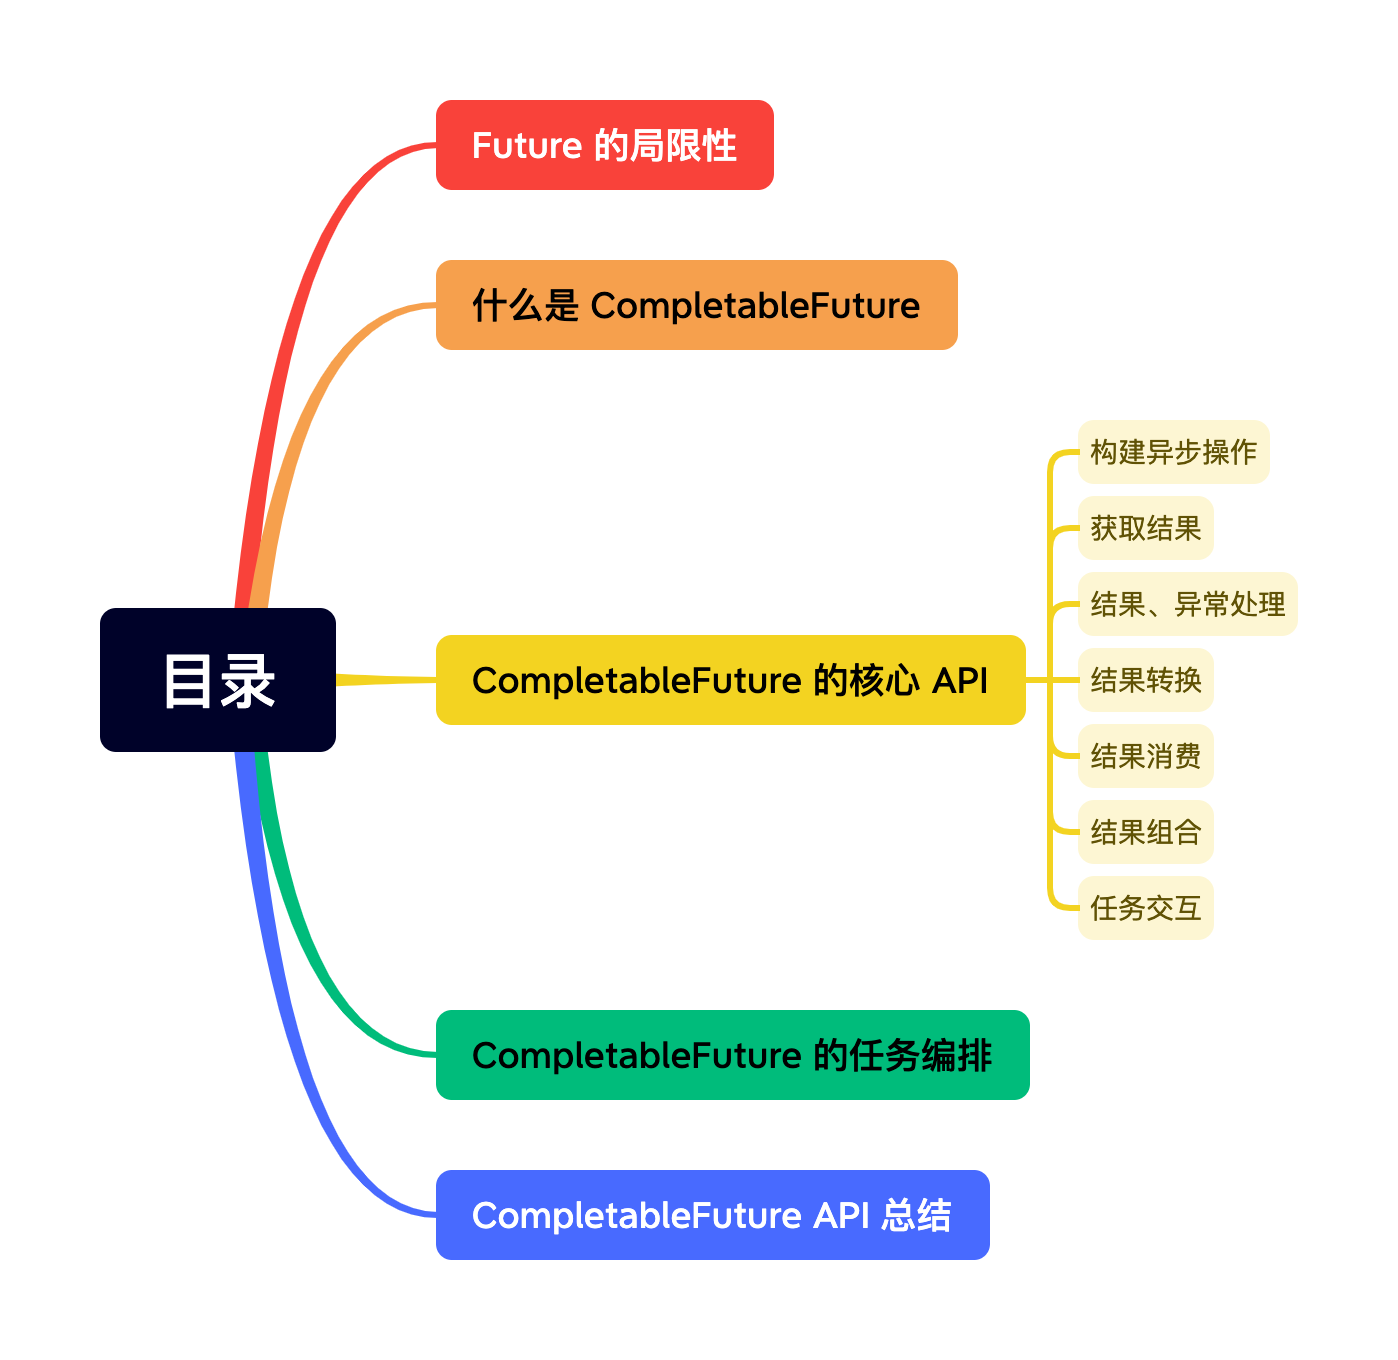 目录
Future 的局限性
什么是 CompletableFuture
CompletableFuture 的核心 API
构建异步操作
获取结果
结果、异常处理
结果转换
结果消费
结果组合
任务交互
CompletableFuture 的任务编排
CompletableFuture API 总结